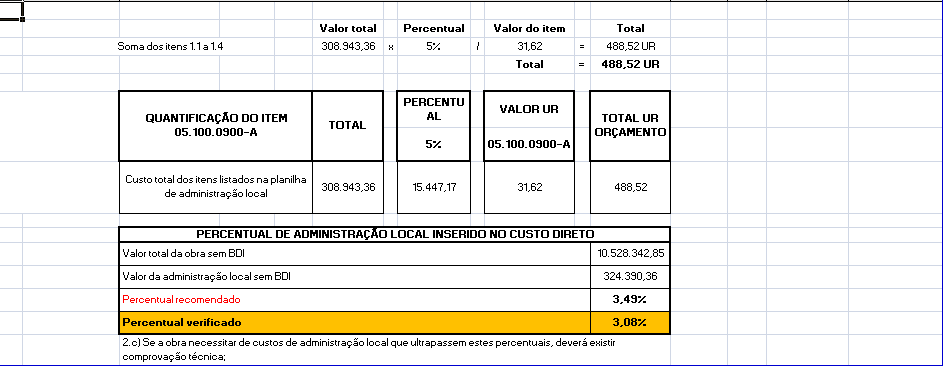 Valor total Percentual Valor do item Total
Soma dos itens 1.1 a 1.4 308.943,36 x 5% / 31,62 = 488,52 UR
Total = 488,52 UR
QUANTIFICAÇÃO DO ITEM
05.100.0900-A
TOTAL
PERCENTU
AL
5%
VALOR UR
05.100.0900-A
TOTAL UR
ORÇAMENTO
Custo total dos itens listados na planilha
de administração local
308.943,36 15.447,17 31,62 488,52
PERCENTUAL DE ADMINISTRAÇÃO LOCAL INSERIDO NO CUSTO DIRETO
Valor total da obra sem BDI 10.528.342,85
Valor da administração local sem BDI 324.390,36
Percentual recomendado 3,49%
Percentual verificado 3,08%
2.c) Se a obra necessitar de custos de administração local que ultrapassem estes percentuais, deverá existir
comprovação técnica;